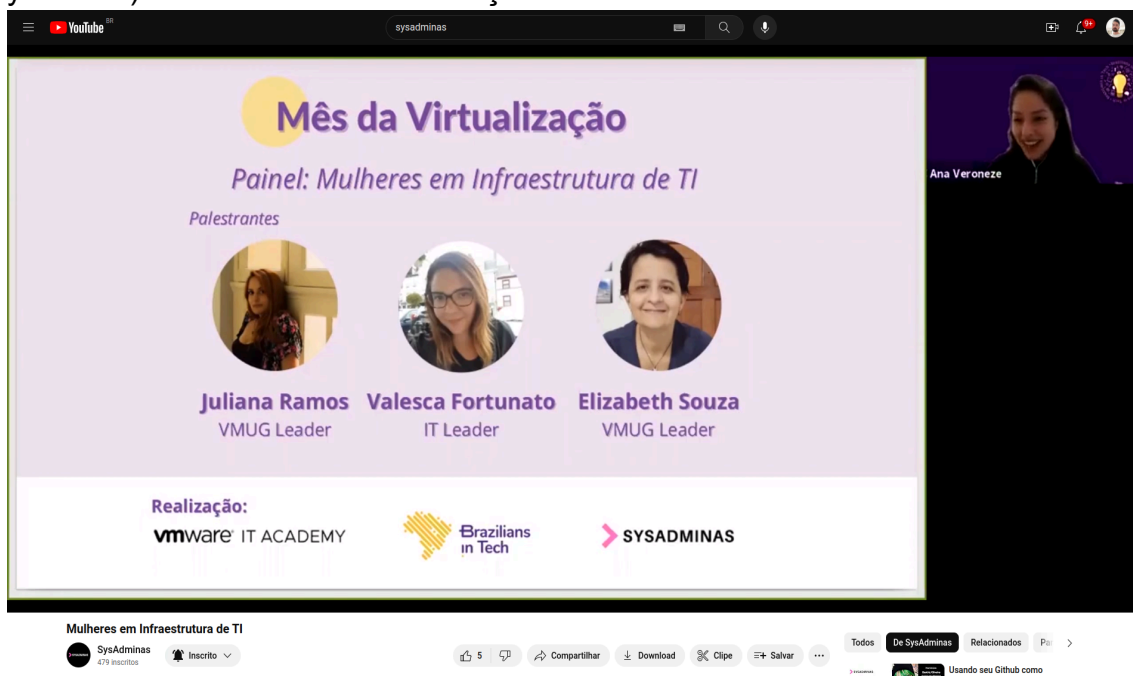 YouTube BR
sysadminas
9+
Mês da Virtualização
Painel: Mulheres em Infraestrutura de TI
Ana Veroneze
Palestrantes
Juliana Ramos Valesca Fortunato Elizabeth Souza
VMUG Leader IT Leader VMUG Leader
Realização:
vmware® IT ACADEMY
Brazilians
in Tech
SYSADMINAS
Mulheres em Infraestrutura de TI
SysAdminas
479 inscritos
Inscrito
5
Compartilhar
Download
Clipe
Salvar
Todos De SysAdminas Relacionados
Usando seu Github como